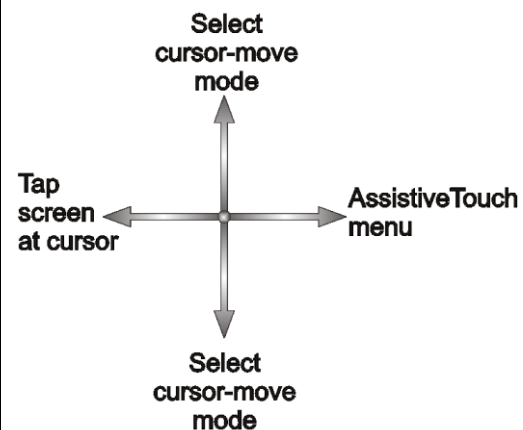 Select
cursor-move
mode
Tap
screen
at cursor
AssistiveTouch
menu
Select
cursor-move
mode